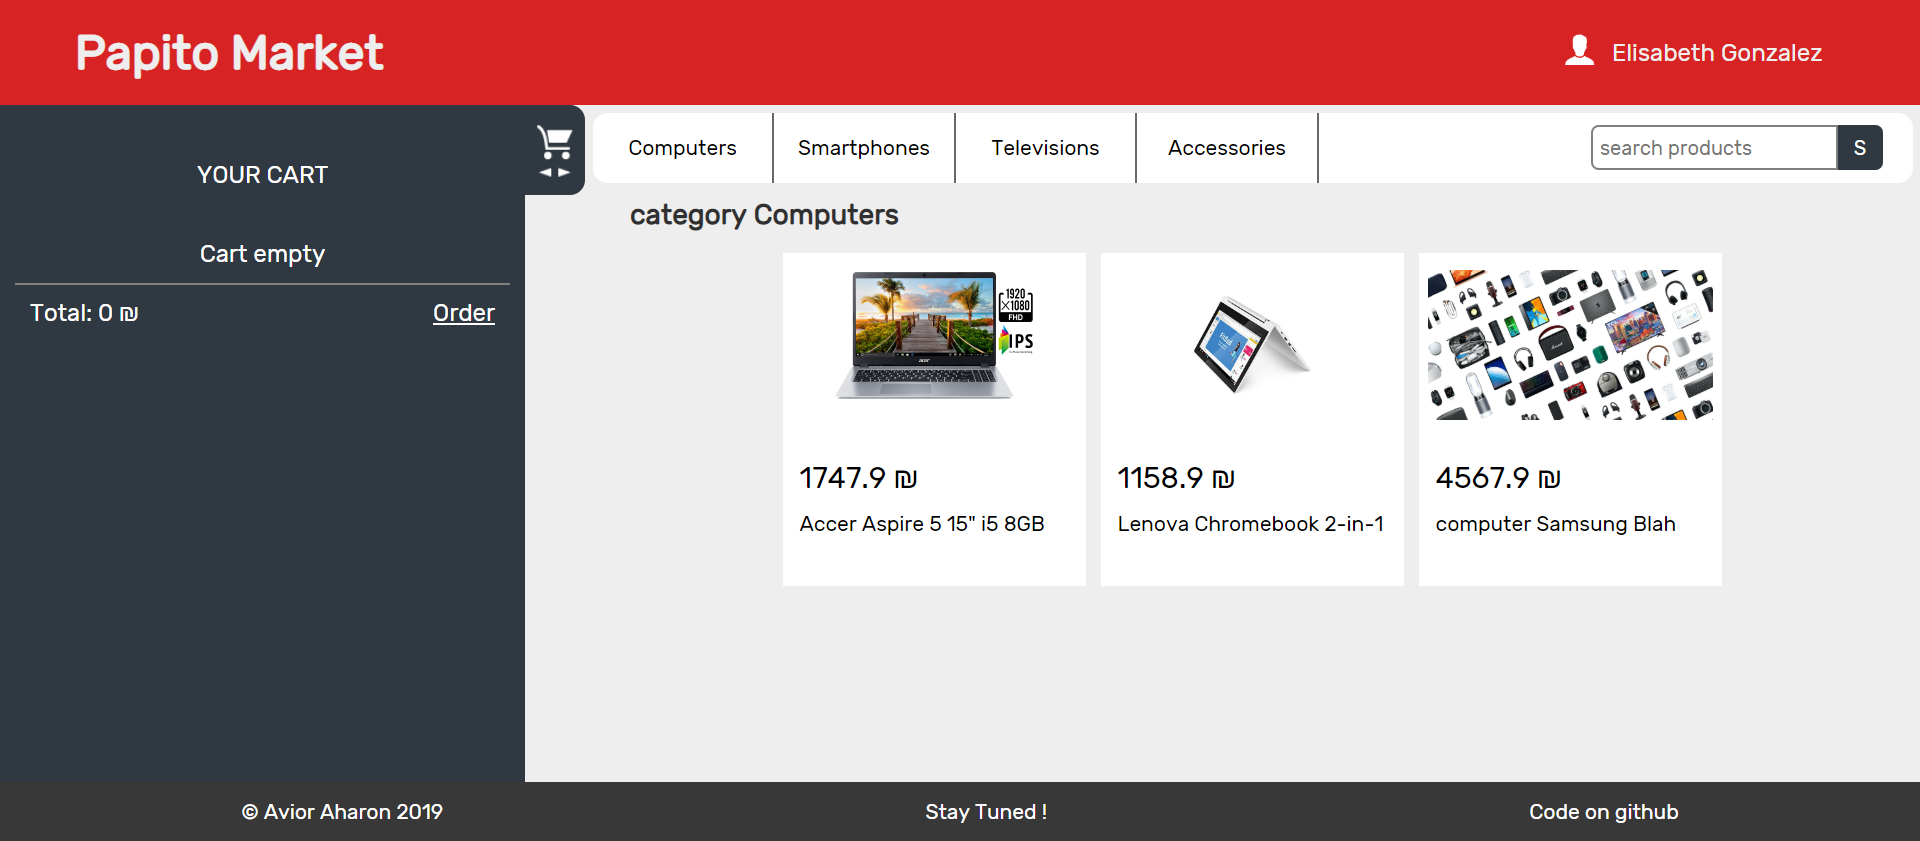 Papito Market
Elisabeth Gonzalez
YOUR CART
Cart empty
Total: 0 ₪
Order
Computers
Smartphones
Televisions
Accessories
search products
S
category Computers
1920
X1080
FHD
IPS
acer
1747.9 ₪
Accer Aspire 5 15" i5 8GB
1158.9 ₪
Lenova Chromebook 2-in-1
4567.9 ₪
computer Samsung Blah
© Avior Aharon 2019
Stay Tuned !
Code on github